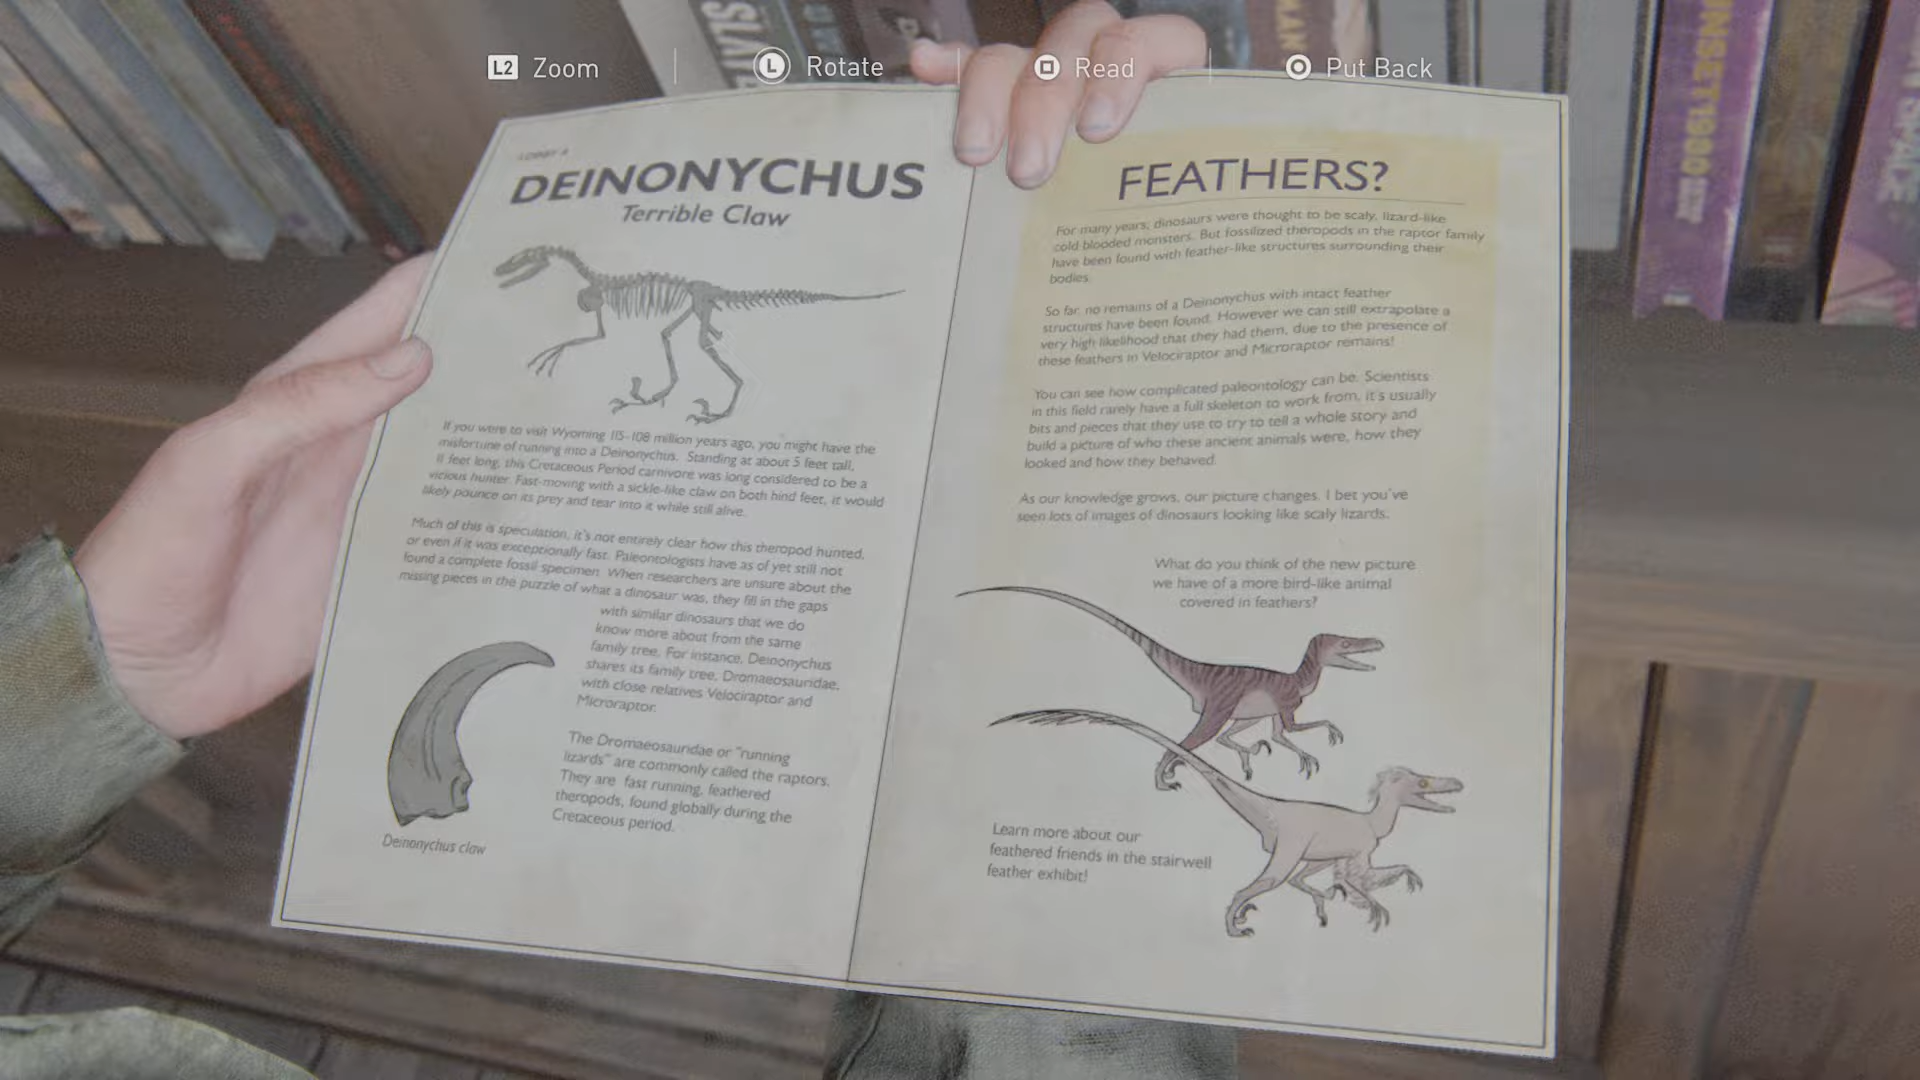 L2 Zoom
L Rotate
Read
Put Back
LOBBY A
DEINONYCHUS
Terrible Claw
If you were to visit Wyoming 115-108 million years ago, you might have the
misfortune of running into a Deinonychus. Standing at about 5 feet tall,
11 feet long, this Cretaceous Period carnivore was long considered to be a
vicious hunter. Fast-moving with a sickle-like claw on both hind feet, it would
likely pounce on its prey and tear into it while still alive.
Much of this is speculation, it's not entirely clear how this theropod hunted,
or even if it was exceptionally fast. Paleontologists have as of yet still not
found a complete fossil specimen. When researchers are unsure about the
missing pieces in the puzzle of what a dinosaur was, they fill in the gaps
with similar dinosaurs that we do
know more about from the same
family tree. For instance, Deinonychus
shares its family tree, Dromaeosauridae,
with close relatives Velociraptor and
Microraptor.
The Dromaeosauridae or "running
lizards" are commonly called the raptors.
They are fast running, feathered
theropods, found globally during the
Cretaceous period.
Deinonychus claw
FEATHERS?
For many years, dinosaurs were thought to be scaly, lizard-like
cold blooded monsters. But fossilized theropods in the raptor family
have been found with feather-like structures surrounding their
bodies.
So far, no remains of a Deinonychus with intact feather
structures have been found. However we can still extrapolate a
very high likelihood that they had them, due to the presence of
these feathers in Velociraptor and Microraptor remains!
You can see how complicated paleontology can be. Scientists
in this field rarely have a full skeleton to work from, it's usually
bits and pieces that they use to try to tell a whole story and
build a picture of who these ancient animals were, how they
looked and how they behaved.
As our knowledge grows, our picture changes. I bet you've
seen lots of images of dinosaurs looking like scaly lizards.
What do you think of the new picture
we have of a more bird-like animal
covered in feathers?
Learn more about our
feathered friends in the stairwell
feather exhibit!